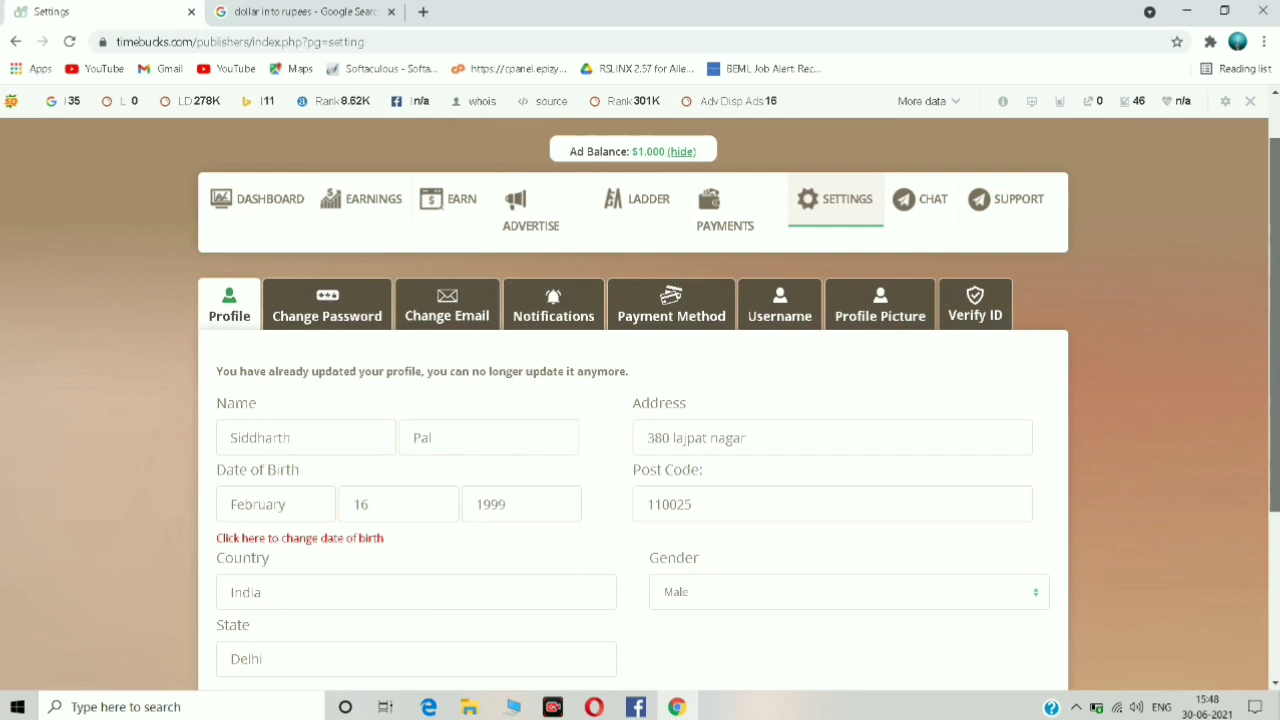 Settings
dollar into rupees - Google Searc
timebucks.com/publishers/index.php?pg=setting
Apps YouTube Gmail YouTube Maps Softaculous - Softa... https://cpanel.epizy... RSLINX 2.57 for Alle... BEML Job Alert Rec... Reading list
I 35 L 0 LD 278K I 11 Rank 8.62K I n/a whois source Rank 301K Adv Disp Ads 16 More data 0 46 n/a
Ad Balance: $1.000 (hide)
DASHBOARD EARNINGS EARN ADVERTISE LADDER PAYMENTS SETTINGS CHAT SUPPORT
Profile Change Password Change Email Notifications Payment Method Username Profile Picture Verify ID
You have already updated your profile, you can no longer update it anymore.
Name Address
Siddharth Pal 380 lajpat nagar
Date of Birth Post Code:
February 16 1999 110025
Click here to change date of birth
Country Gender
India Male
State
Delhi
Type here to search ENG 15:48
30-06-2021